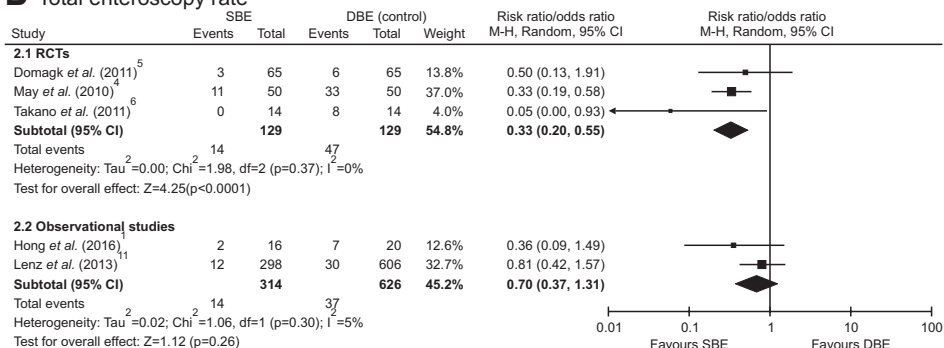 B Total enteroscopy rate
SBE DBE (control) Risk ratio/odds ratio Risk ratio/odds ratio
Study Events Total Events Total Weight M-H, Random, 95% CI M-H, Random, 95% CI
2.1 RCTs
Domagk et al. (2011)5 3 65 6 65 13.8% 0.50 (0.13, 1.91)
May et al. (2010)4 11 50 33 50 37.0% 0.33 (0.19, 0.58)
Takano et al. (2011)6 0 14 8 14 4.0% 0.05 (0.00, 0.93)
Subtotal (95% CI) 129 129 54.8% 0.33 (0.20, 0.55)
Total events 14 47
Heterogeneity: Tau2=0.00; Chi2=1.98, df=2 (p=0.37); I2=0%
Test for overall effect: Z=4.25(p<0.0001)
2.2 Observational studies
Hong et al. (2016)1 2 16 7 20 12.6% 0.36 (0.09, 1.49)
Lenz et al. (2013)11 12 298 30 606 32.7% 0.81 (0.42, 1.57)
Subtotal (95% CI) 314 626 45.2% 0.70 (0.37, 1.31)
Total events 14 37
Heterogeneity: Tau2=0.02; Chi2=1.06, df=1 (p=0.30); I2=5%
Test for overall effect: Z=1.12 (p=0.26)
0.01 0.1 1 10 100
Favours SBE Favours DBE